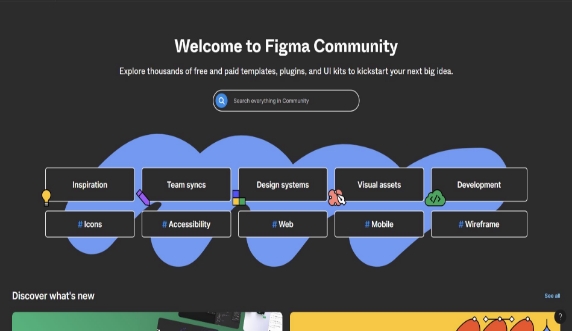 Welcome to Figma Community
Explore thousands of free and paid templates, plugins, and UI kits to kickstart your next big idea.
Search everything in Community
Inspiration
Team syncs
Design systems
Visual assets
Development
</>
# Icons
# Accessibility
# Web
# Mobile
# Wireframe
Discover what's new
See all
?